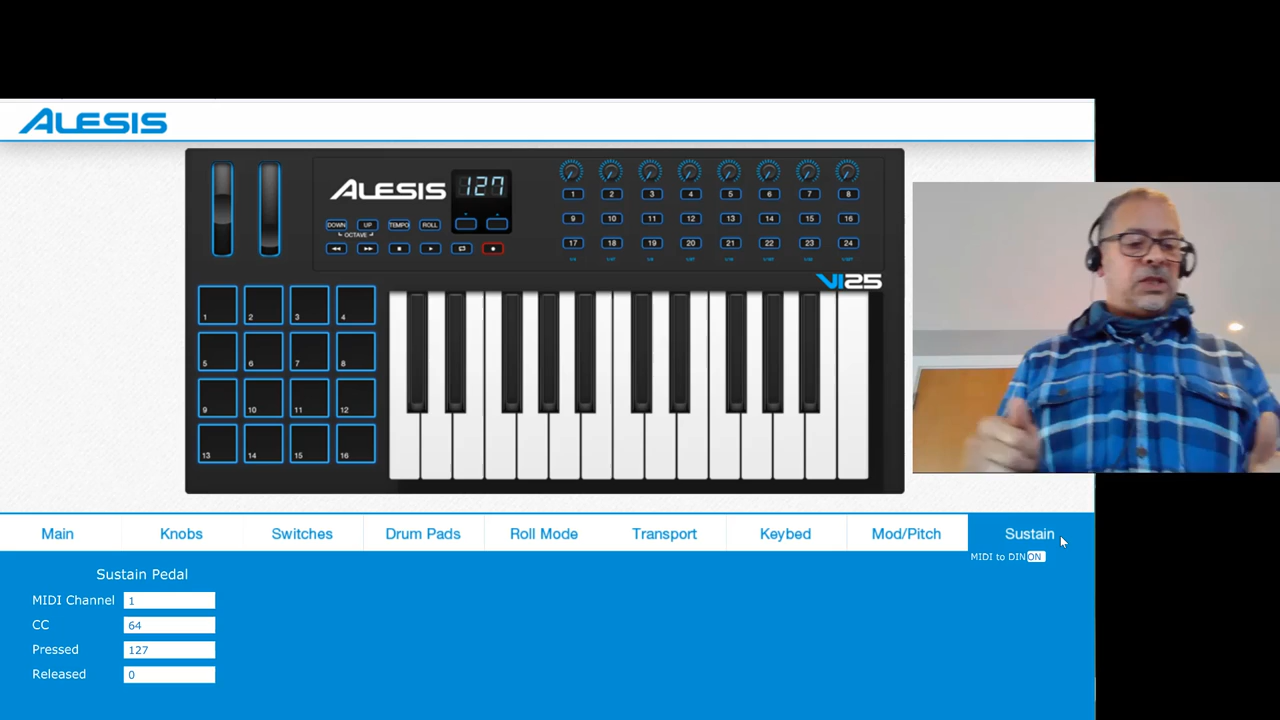 ALESIS
ALESIS 127
DOWN UP TEMPO ROLL
OCTAVE
1 2 3 4 5 6 7 8
9 10 11 12 13 14 15 16
17 18 19 20 21 22 23 24
VI25
1 2 3 4
5 6 7 8
9 10 11 12
13 14 15 16
Main Knobs Switches Drum Pads Roll Mode Transport Keybed Mod/Pitch Sustain
MIDI to DIN ON
Sustain Pedal
MIDI Channel 1
CC 64
Pressed 127
Released 0